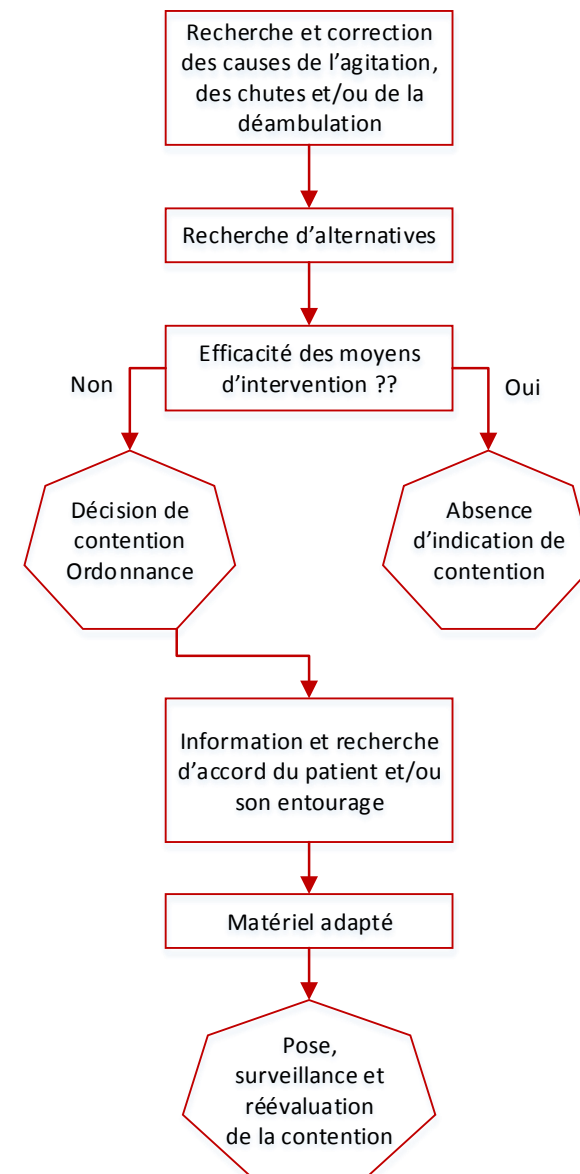 Recherche et correction
des causes de l’agitation,
des chutes et/ou de la
déambulation
Recherche d’alternatives
Efficacité des moyens
d’intervention ??
Non
Oui
Décision de
contention
Ordonnance
Absence
d’indication de
contention
Information et recherche
d’accord du patient et/ou
son entourage
Matériel adapté
Pose,
surveillance et
réévaluation
de la contention